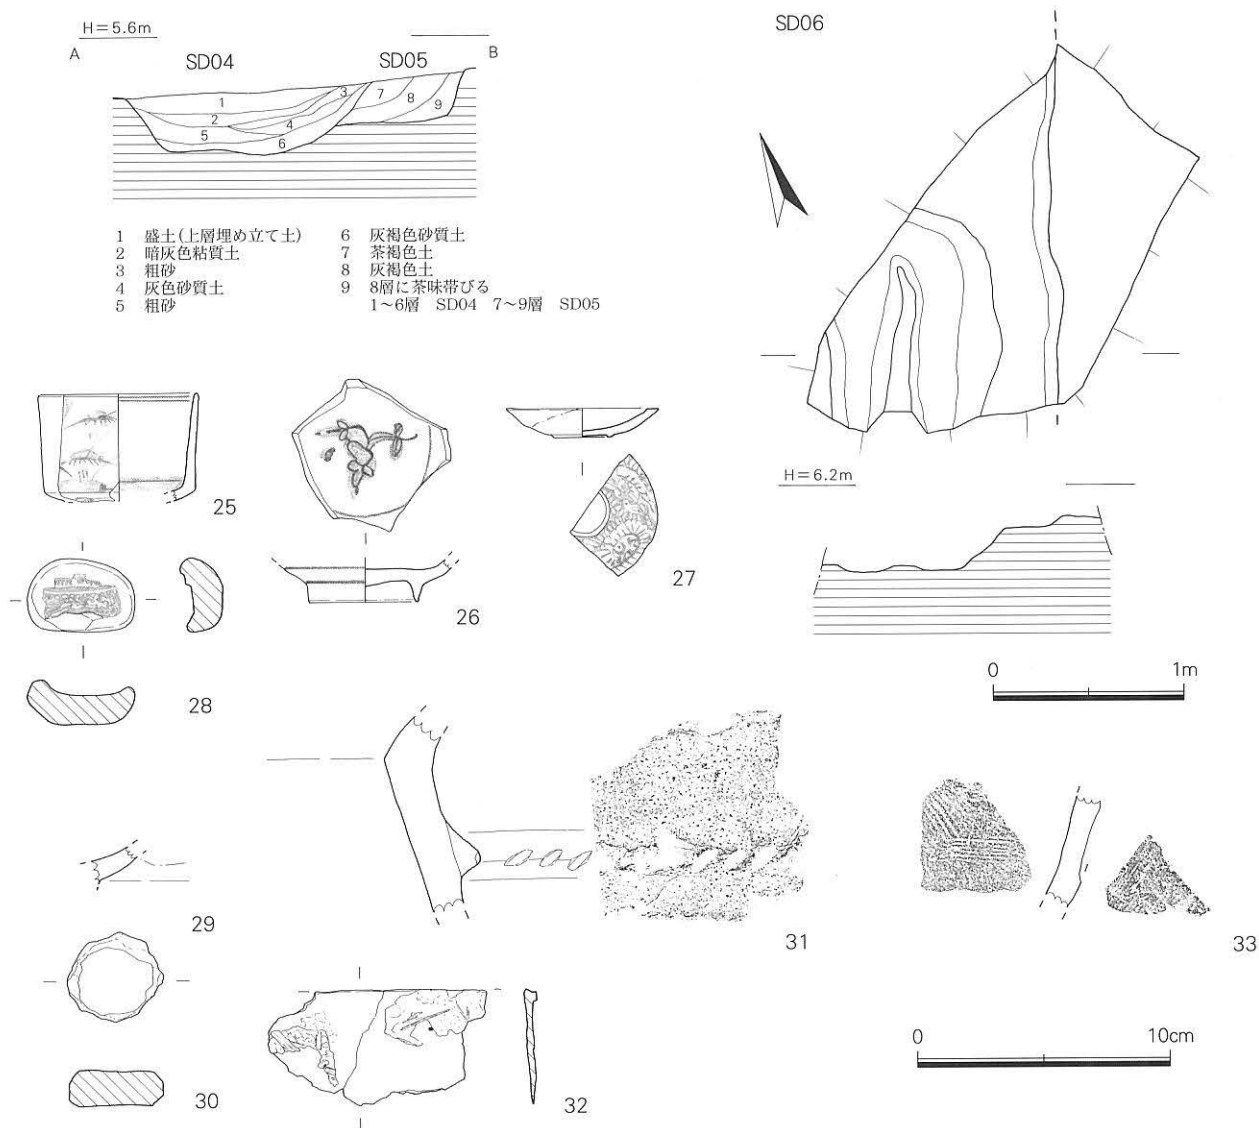 H=5.6m
A
B
SD04
SD05
1
2
3
4
5
6
7
8
9
1 盛土(上層埋め立て土)
2 暗灰色粘質土
3 粗砂
4 灰色砂質土
5 粗砂
6 灰褐色砂質土
7 茶褐色土
8 灰褐色土
9 8層に茶味帯びる
1~6層 SD04 7~9層 SD05
SD06
H=6.2m
0 1m
25
26
27
28
29
30
31
32
33
0 10cm